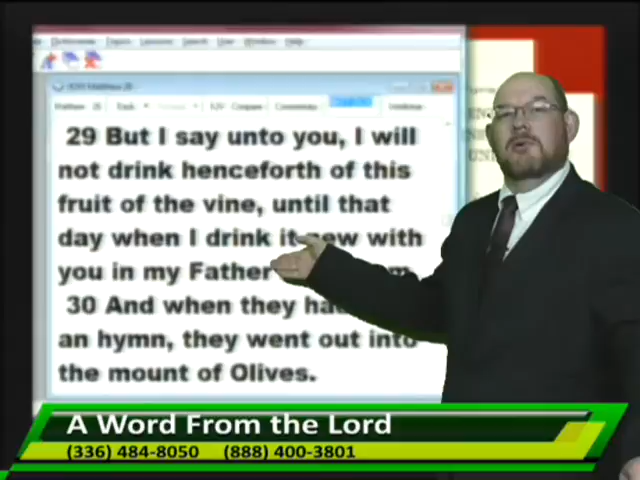 29 But I say unto you, I will
not drink henceforth of this
fruit of the vine, until that
day when I drink it new with
you in my Father
30 And when they
an hymn, they went out into
the mount of Olives.
A Word From the Lord
(336) 484-8050 (888) 400-3801